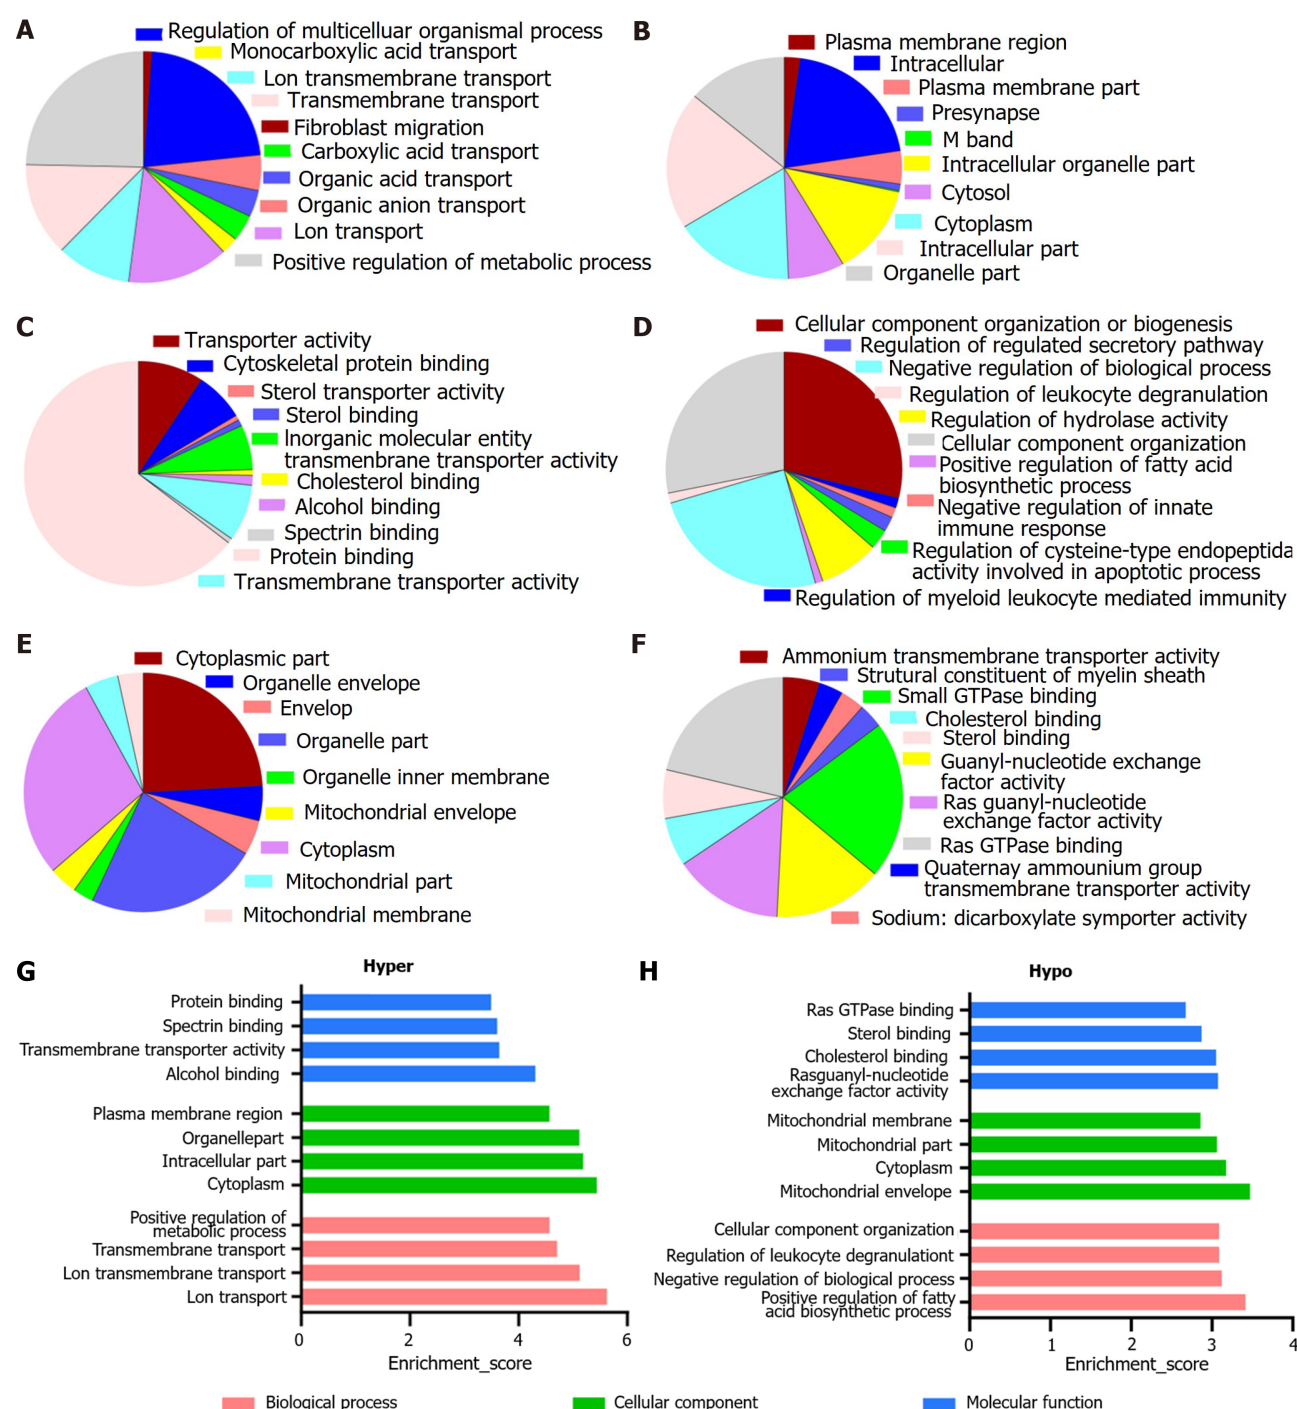 A
Regulation of multicelluar organismal process
Monocarboxylic acid transport
Lon transmembrane transport
Transmembrane transport
Fibroblast migration
Carboxylic acid transport
Organic acid transport
Organic anion transport
Lon transport
Positive regulation of metabolic process
B
Plasma membrane region
Intracellular
Plasma membrane part
Presynapse
M band
Intracellular organelle part
Cytosol
Cytoplasm
Intracellular part
Organelle part
C
Transporter activity
Cytoskeletal protein binding
Sterol transporter activity
Sterol binding
Inorganic molecular entity
transmenbrane transporter activity
Cholesterol binding
Alcohol binding
Spectrin binding
Protein binding
Transmembrane transporter activity
D
Cellular component organization or biogenesis
Regulation of regulated secretory pathway
Negative regulation of biological process
Regulation of leukocyte degranulation
Regulation of hydrolase activity
Cellular component organization
Positive regulation of fatty acid
biosynthetic process
Negative regulation of innate
immune response
Regulation of cysteine-type endopeptida
activity involved in apoptotic process
Regulation of myeloid leukocyte mediated immunity
E
Cytoplasmic part
Organelle envelope
Envelop
Organelle part
Organelle inner membrane
Mitochondrial envelope
Cytoplasm
Mitochondrial part
Mitochondrial membrane
F
Ammonium transmembrane transporter activity
Strutural constituent of myelin sheath
Small GTPase binding
Cholesterol binding
Sterol binding
Guanyl-nucleotide exchange
factor activity
Ras guanyl-nucleotide
exchange factor activity
Ras GTPase binding
Quaternay ammounium group
transmembrane transporter activity
Sodium: dicarboxylate symporter activity
G
Hyper
Protein binding
Spectrin binding
Transmembrane transporter activity
Alcohol binding
Plasma membrane region
Organellepart
Intracellular part
Cytoplasm
Positive regulation of
metabolic process
Transmembrane transport
Lon transmembrane transport
Lon transport
0 2 4 6
Enrichment_score
H
Hypo
Ras GTPase binding
Sterol binding
Cholesterol binding
Rasguanyl-nucleotide
exchange factor activity
Mitochondrial membrane
Mitochondrial part
Cytoplasm
Mitochondrial envelope
Cellular component organization
Regulation of leukocyte degranulationt
Negative regulation of biological process
Positive regulation of fatty
acid biosynthetic process
0 1 2 3 4
Enrichment_score
Biological process
Cellular component
Molecular function